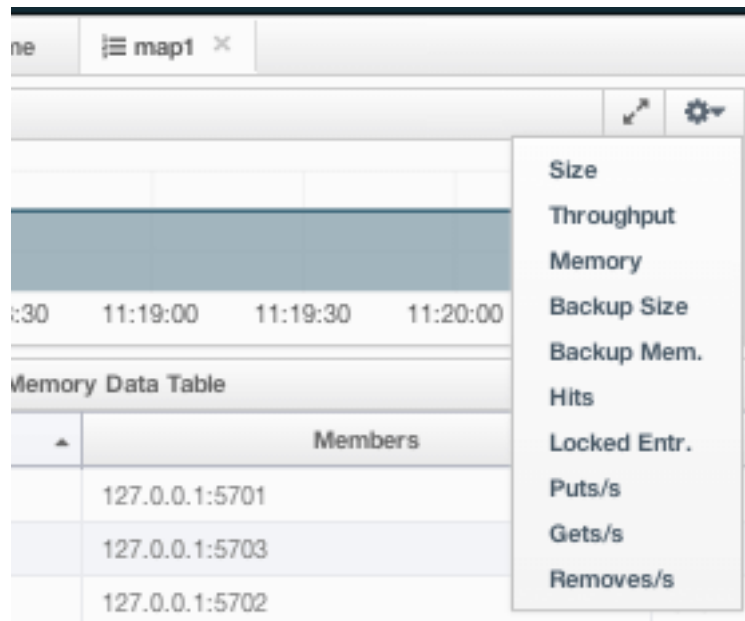 map1
Size
Throughput
Memory
Backup Size
Backup Mem.
Hits
Locked Entr.
Puts/s
Gets/s
Removes/s
:30 11:19:00 11:19:30 11:20:00
Memory Data Table
Members
127.0.0.1:5701
127.0.0.1:5703
127.0.0.1:5702